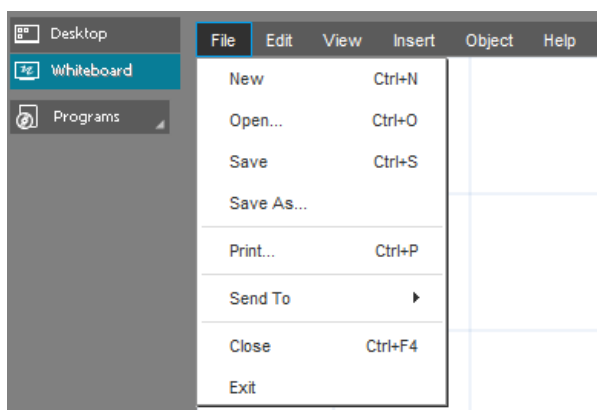 Desktop
Whiteboard
Programs
File Edit View Insert Object Help
New Ctrl+N
Open... Ctrl+O
Save Ctrl+S
Save As...
Print... Ctrl+P
Send To
Close Ctrl+F4
Exit